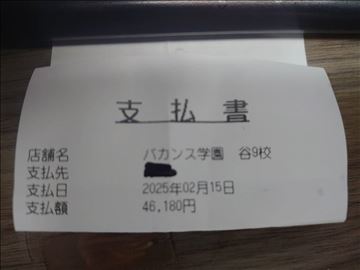 支払書
店舗名 バカンス学園 谷9校
支払先
支払日 2025年02月15日
支払額 46,180円